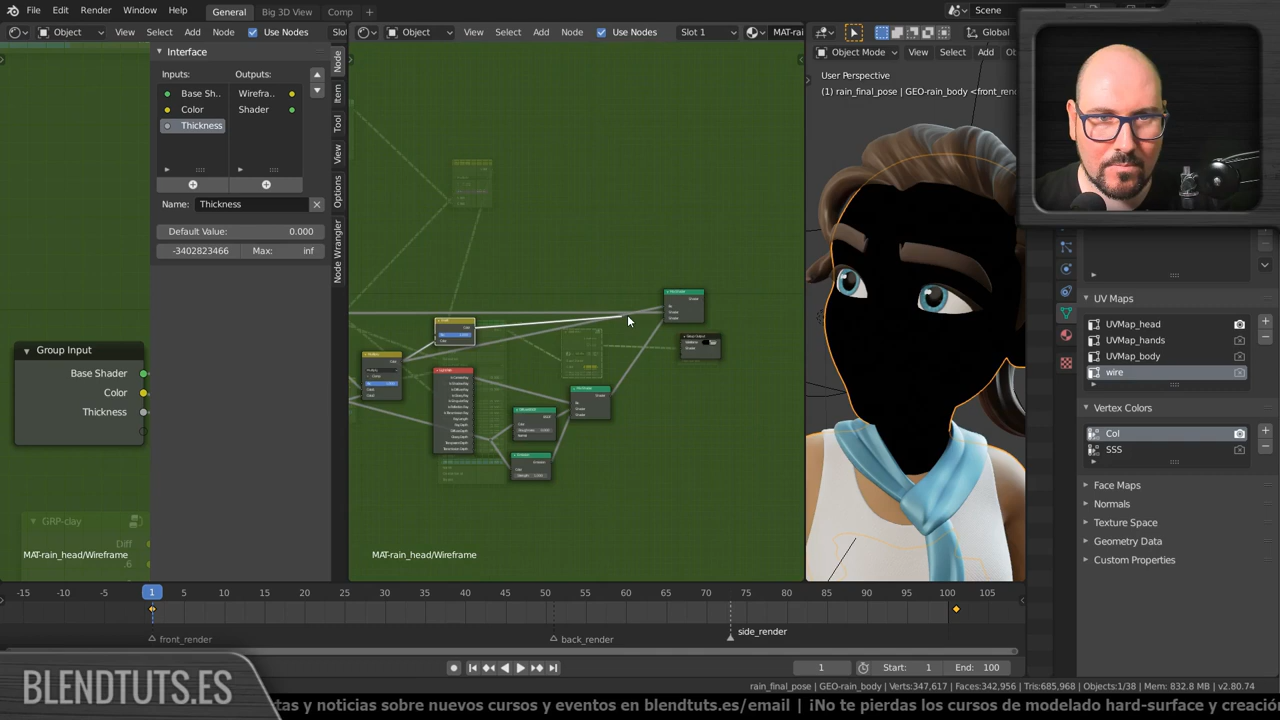 File Edit Render Window Help General Big 3D View Comp + Scene
Object View Select Add Node Use Nodes Slot
Object View Select Add Node Use Nodes Slot 1 MAT-rai
Global
Object Mode View Select Add Ob
Interface
Inputs: Outputs:
Base Sh.. Wirefra..
Color Shader
Thickness
Name: Thickness
Default Value: 0.000
-3402823466 Max: inf
Node
Item
Tool
View
Options
Node Wrangler
Group Input
Base Shader
Color
Thickness
GRP-clay
Diff
.6
MAT-rain_head/Wireframe
MAT-rain_head/Wireframe
User Perspective
(1) rain_final_pose | GEO-rain_body <front_ren
UV Maps
UVMap_head
UVMap_hands
UVMap_body
wire
Vertex Colors
Col
SSS
Face Maps
Normals
Texture Space
Geometry Data
Custom Properties
-15 -10 -5 1 5 10 15 20 25 30 35 40 45 50 55 60 65 70 75 80 85 90 95 100 105
front_render back_render side_render
1 Start: 1 End: 100
rain_final_pose | GEO-rain_body | Verts:347,617 | Faces:342,956 | Tris:685,968 | Objects:1/38 | Mem: 832.8 MB | v2.80.74
BLENDTUTS.ES
tas y noticias sobre nuevos cursos y eventos en blendtuts.es/email | ¡No te pierdas los cursos de modelado hard-surface y creación